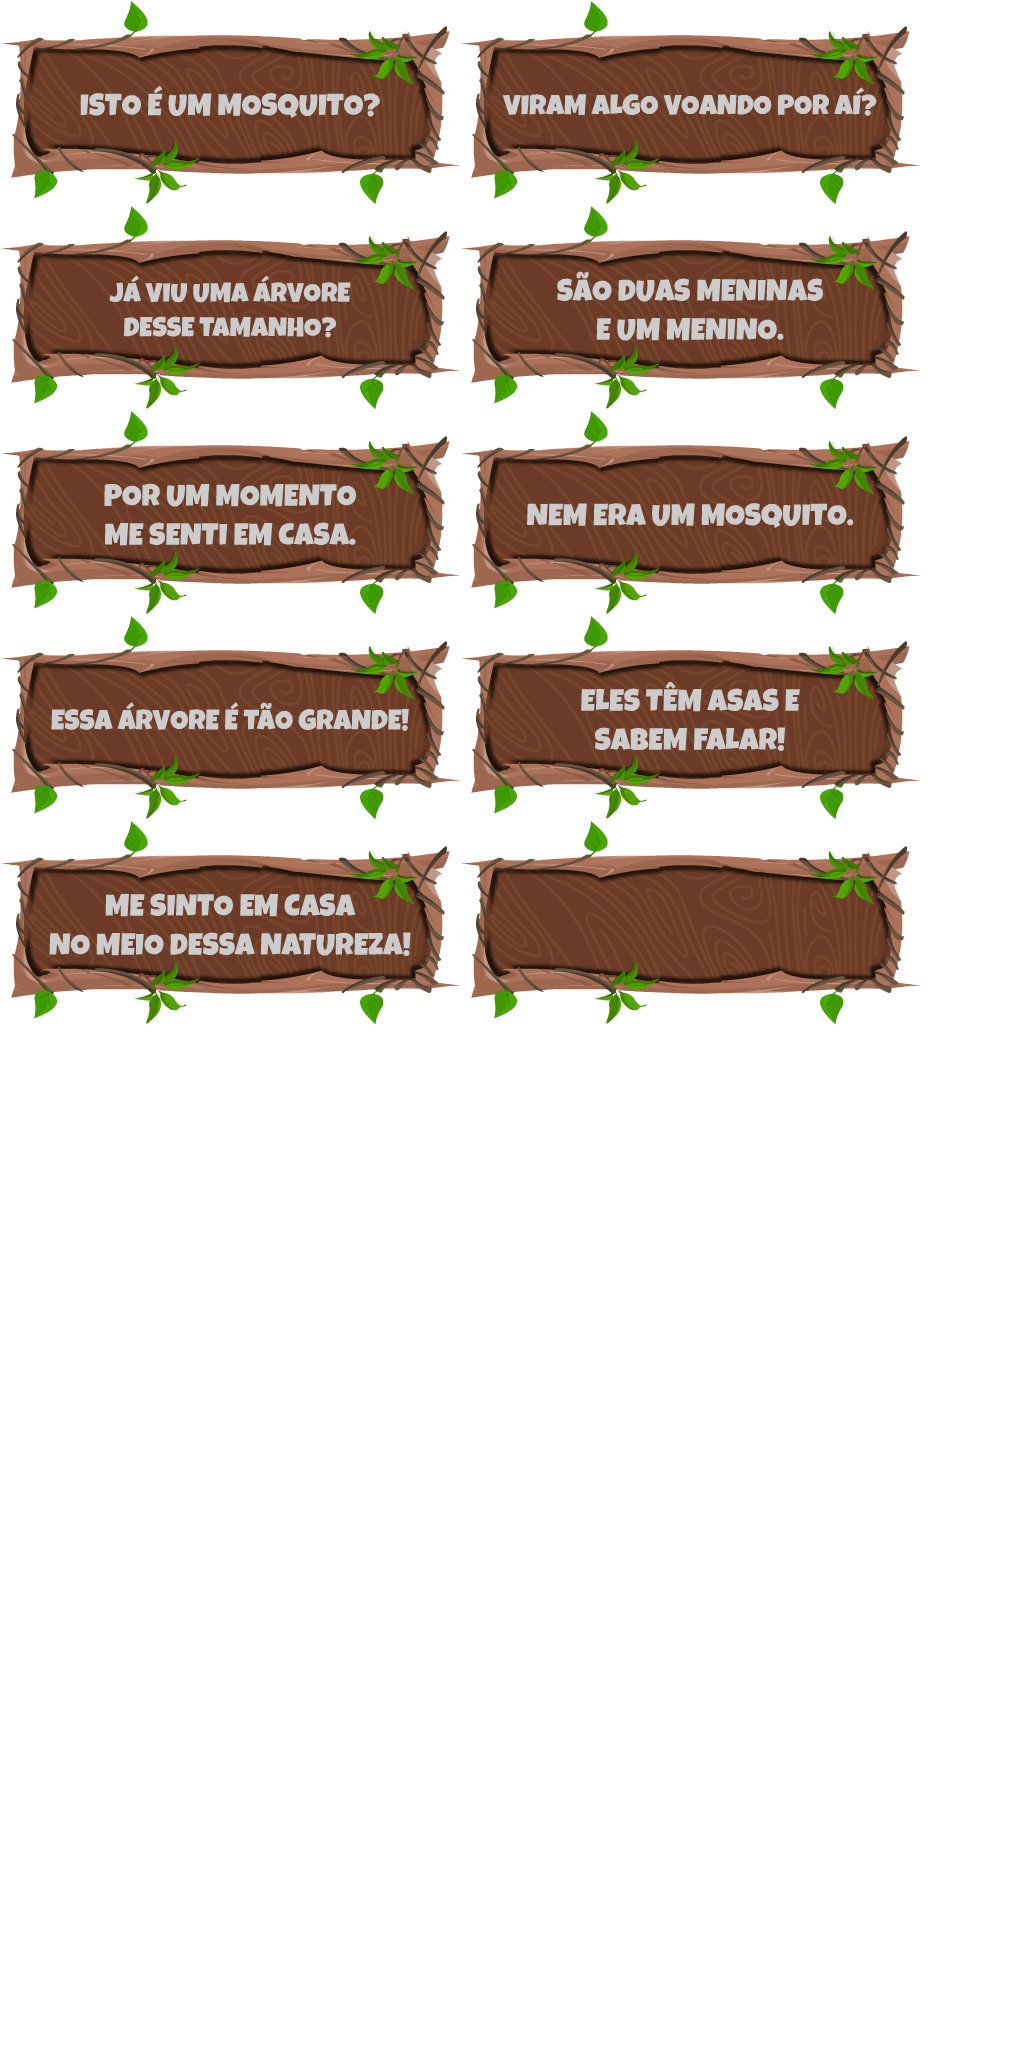 ISTO É UM MOSQUITO?
VIRAM ALGO VOANDO POR AÍ?
JÁ VIU UMA ÁRVORE
DESSE TAMANHO?
SÃO DUAS MENINAS
E UM MENINO.
POR UM MOMENTO
ME SENTI EM CASA.
NEM ERA UM MOSQUITO.
ESSA ÁRVORE É TÃO GRANDE!
ELES TÊM ASAS E
SABEM FALAR!
ME SINTO EM CASA
NO MEIO DESSA NATUREZA!